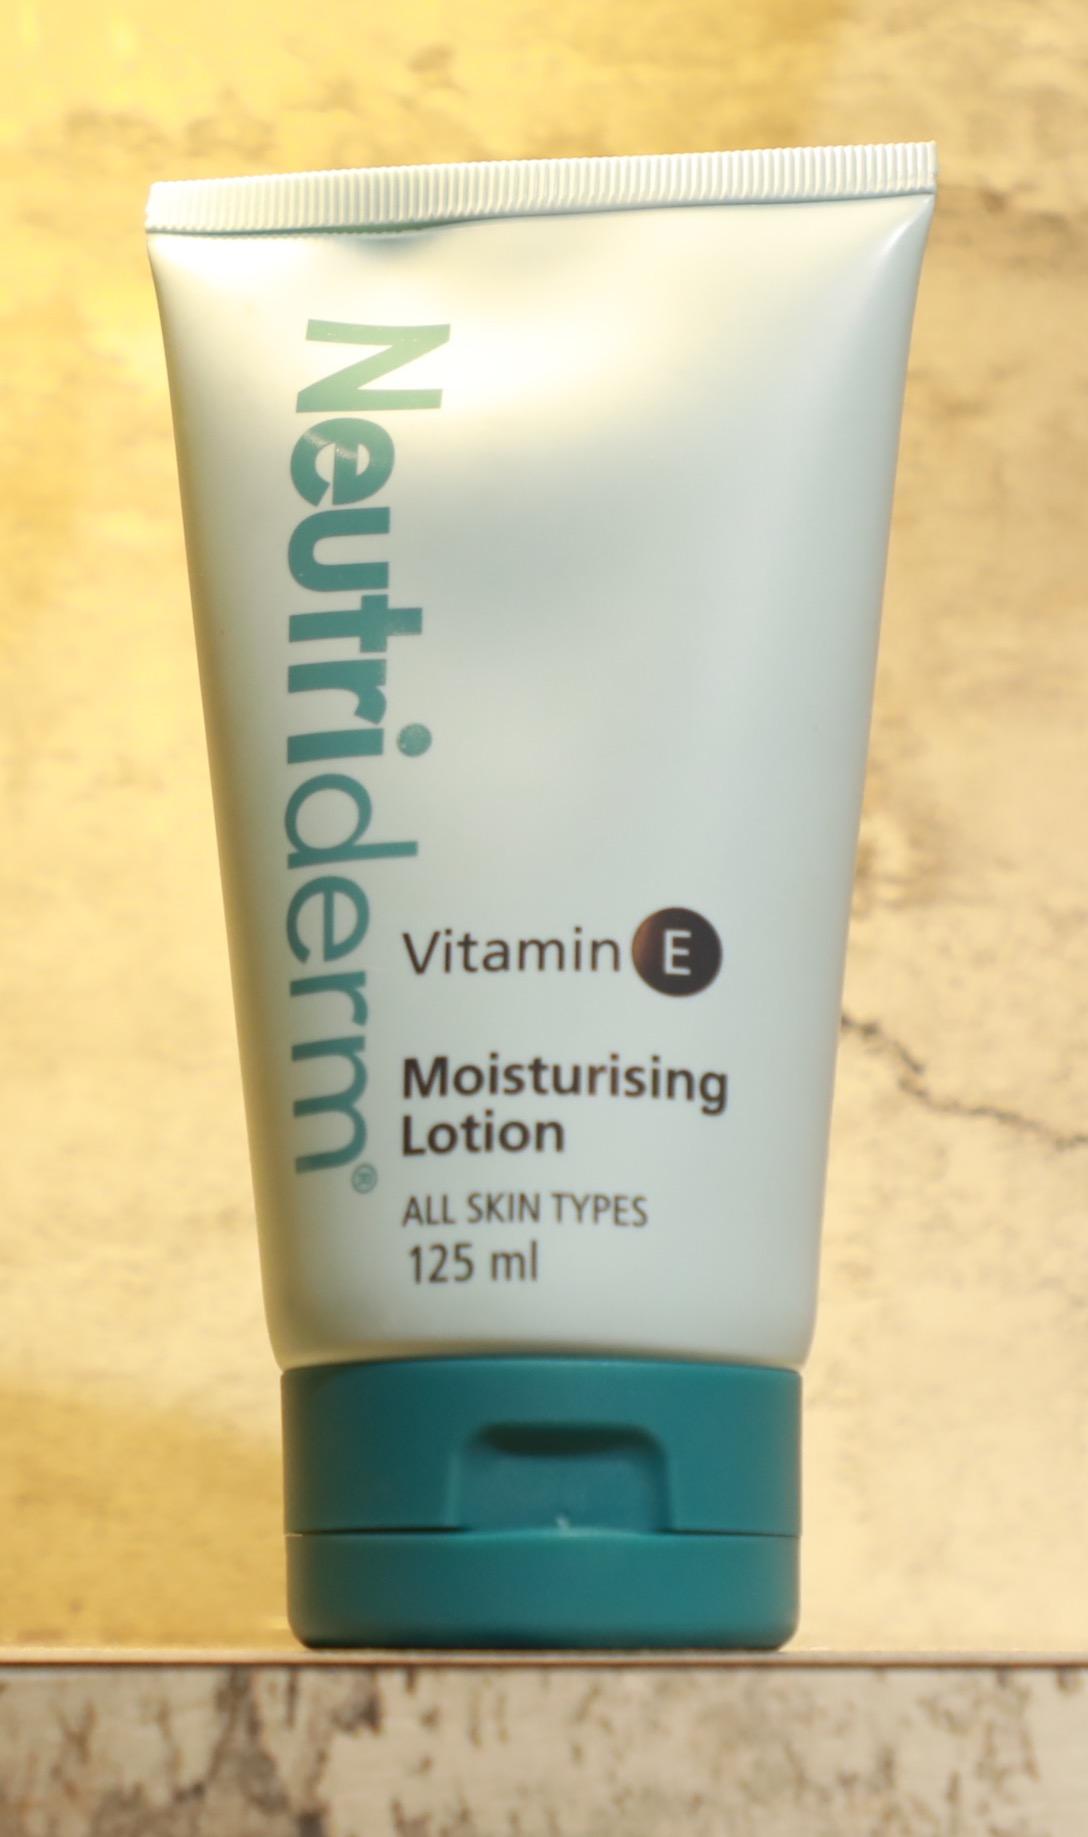 Neutriderm®
Vitamin E
Moisturising
Lotion
ALL SKIN TYPES
125 ml